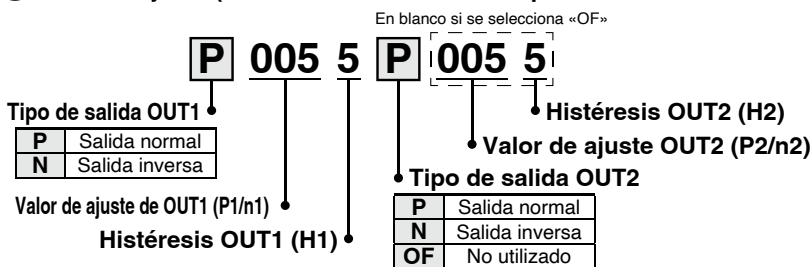 En blanco si se selecciona «OF»
P 005 5 P 005 5
Tipo de salida OUT1
P Salida normal
N Salida inversa
Valor de ajuste de OUT1 (P1/n1)
Histéresis OUT1 (H1)
Histéresis OUT2 (H2)
Valor de ajuste OUT2 (P2/n2)
Tipo de salida OUT2
P Salida normal
N Salida inversa
OF No utilizado